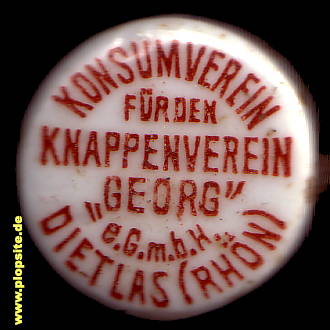 KONSUMVEREIN
FÜR DEN
KNAPPENVEREIN
„GEORG”
e.G.m.b.H.
DIETLAS (RHÖN)
www.plopsite.de